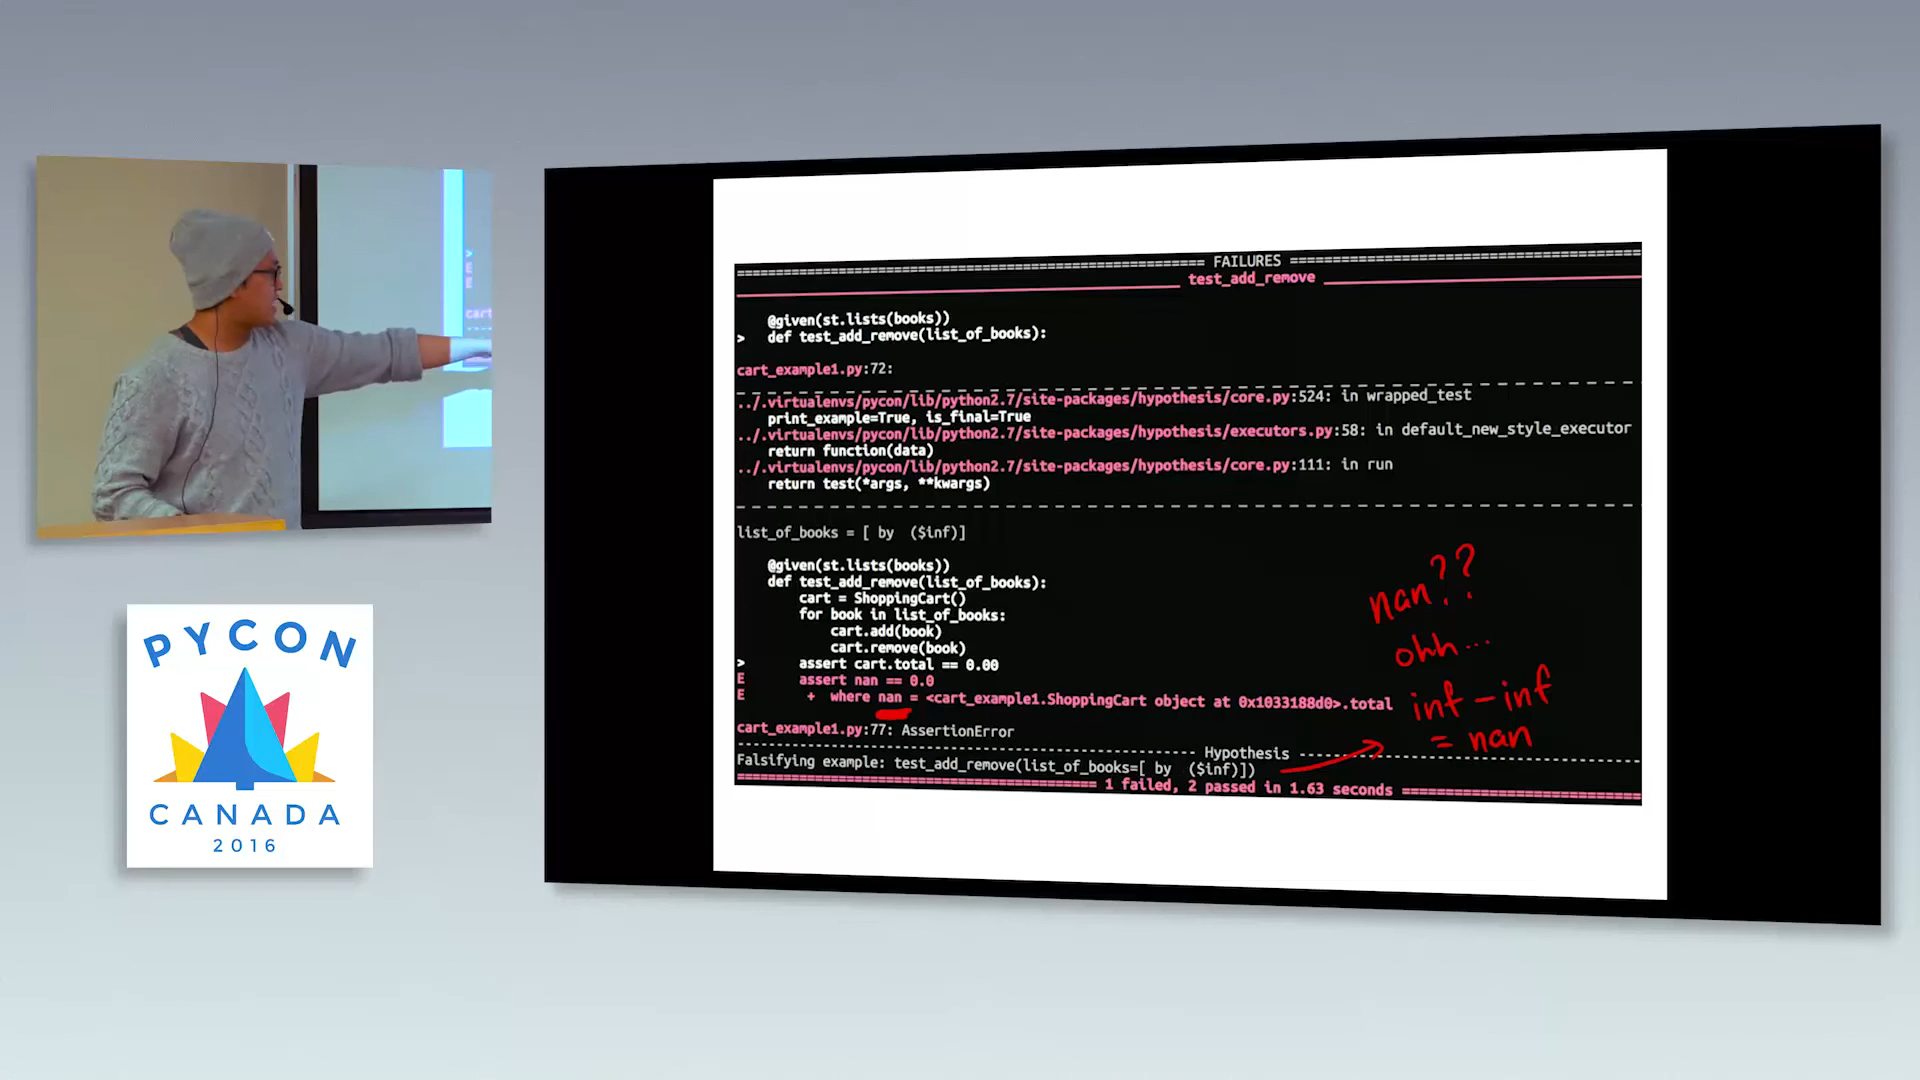 ============================================================ FAILURES ============================================================
test_add_remove
@given(st.lists(books))
> def test_add_remove(list_of_books):
cart_example1.py:72:
../.virtualenvs/pycon/lib/python2.7/site-packages/hypothesis/core.py:524: in wrapped_test
print_example=True, is_final=True
../.virtualenvs/pycon/lib/python2.7/site-packages/hypothesis/executors.py:58: in default_new_style_executor
return function(data)
../.virtualenvs/pycon/lib/python2.7/site-packages/hypothesis/core.py:111: in run
return test(*args, **kwargs)
list_of_books = [ by  ($inf)]
@given(st.lists(books))
def test_add_remove(list_of_books):
cart = ShoppingCart()
for book in list_of_books:
cart.add(book)
cart.remove(book)
> assert cart.total == 0.00
E assert nan == 0.0
E + where nan = <cart_example1.ShoppingCart object at 0x1033188d0>.total
cart_example1.py:77: AssertionError
Hypothesis
Falsifying example: test_add_remove(list_of_books=[ by  ($inf)])
1 failed, 2 passed in 1.63 seconds
nan??
ohh...
inf - inf
= nan
>
E
E
cart
PYCON
CANADA
2016